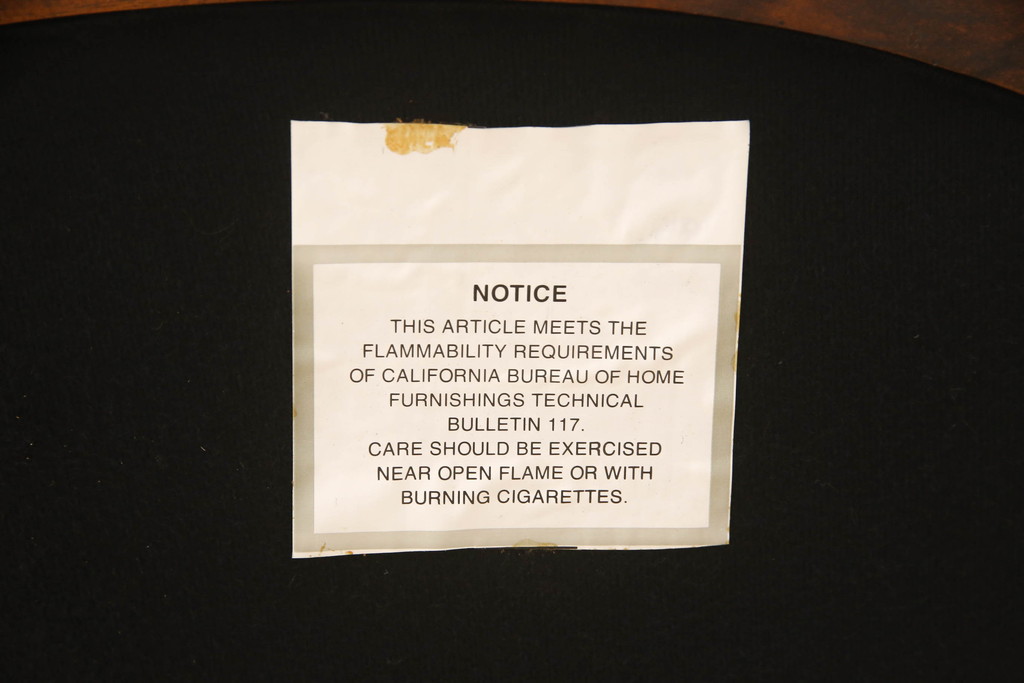 NOTICE
THIS ARTICLE MEETS THE
FLAMMABILITY REQUIREMENTS
OF CALIFORNIA BUREAU OF HOME
FURNISHINGS TECHNICAL
BULLETIN 117.
CARE SHOULD BE EXERCISED
NEAR OPEN FLAME OR WITH
BURNING CIGARETTES.